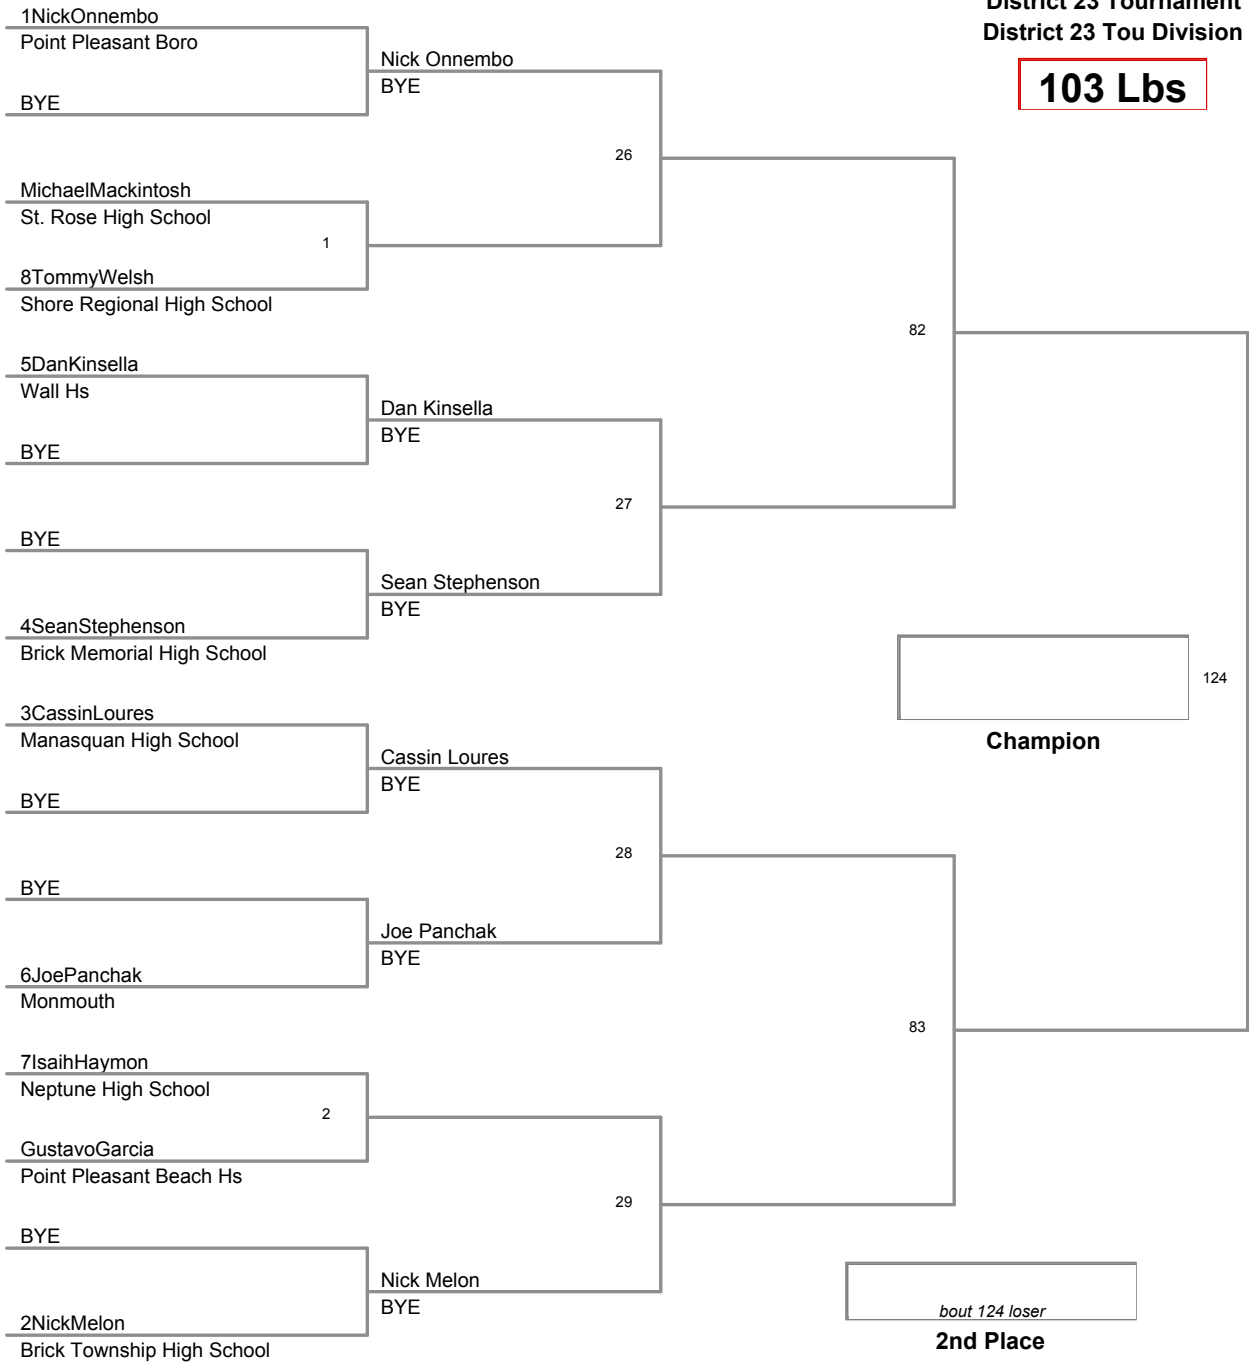 District 23 Tournament
District 23 Tou Division
103 Lbs
1NickOnnembo
Point Pleasant Boro
BYE
Nick Onnembo
BYE
26
MichaelMackintosh
St. Rose High School
1
8TommyWelsh
Shore Regional High School
82
5DanKinsella
Wall Hs
BYE
Dan Kinsella
BYE
27
BYE
4SeanStephenson
Brick Memorial High School
Sean Stephenson
BYE
124
Champion
3CassinLoures
Manasquan High School
BYE
Cassin Loures
BYE
28
BYE
6JoePanchak
Monmouth
Joe Panchak
BYE
83
7IsaihHaymon
Neptune High School
2
GustavoGarcia
Point Pleasant Beach Hs
29
BYE
2NickMelon
Brick Township High School
Nick Melon
BYE
bout 124 loser
2nd Place